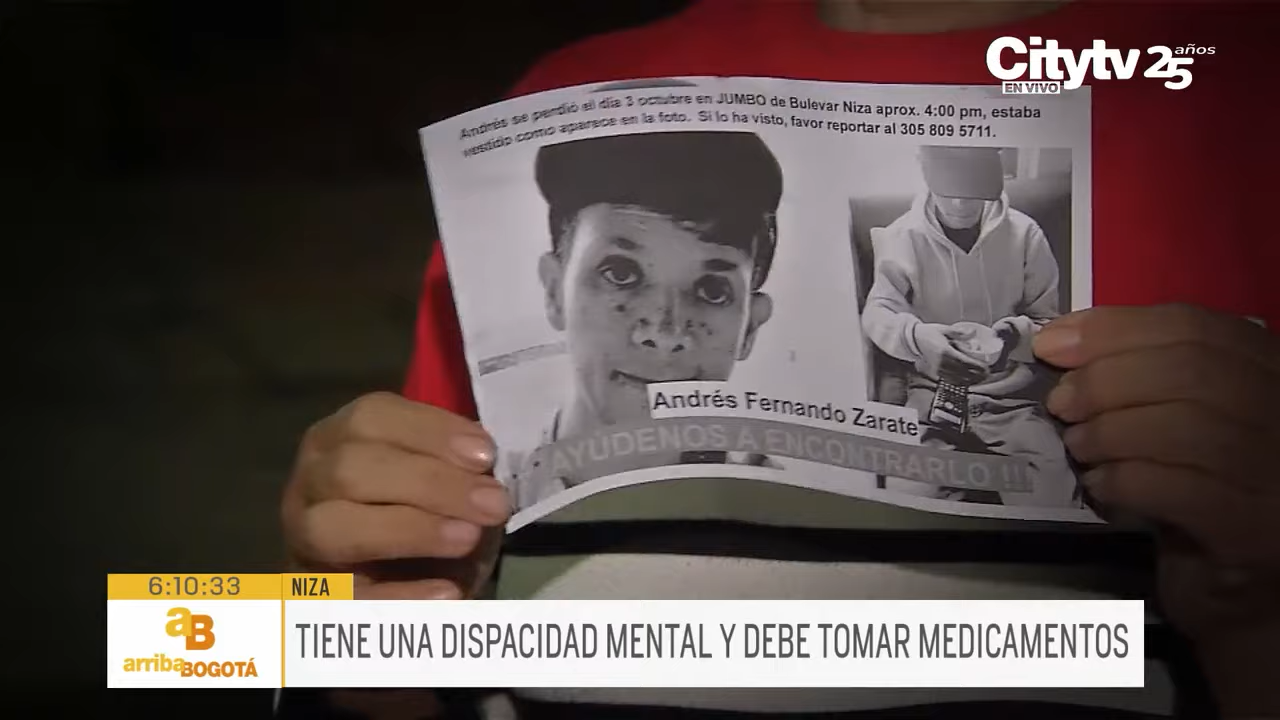 Citytv 25 años
EN VIVO
Andrés se perdió el día 3 octubre en JUMBO de Bulevar Niza aprox. 4:00 pm, estaba
vestido como aparece en la foto. Si lo ha visto, favor reportar al 305 809 5711.
Andrés Fernando Zarate
AYÚDENOS A ENCONTRARLO !!!
6:10:33 NIZA
aB
arriba BOGOTÁ
TIENE UNA DISPACIDAD MENTAL Y DEBE TOMAR MEDICAMENTOS